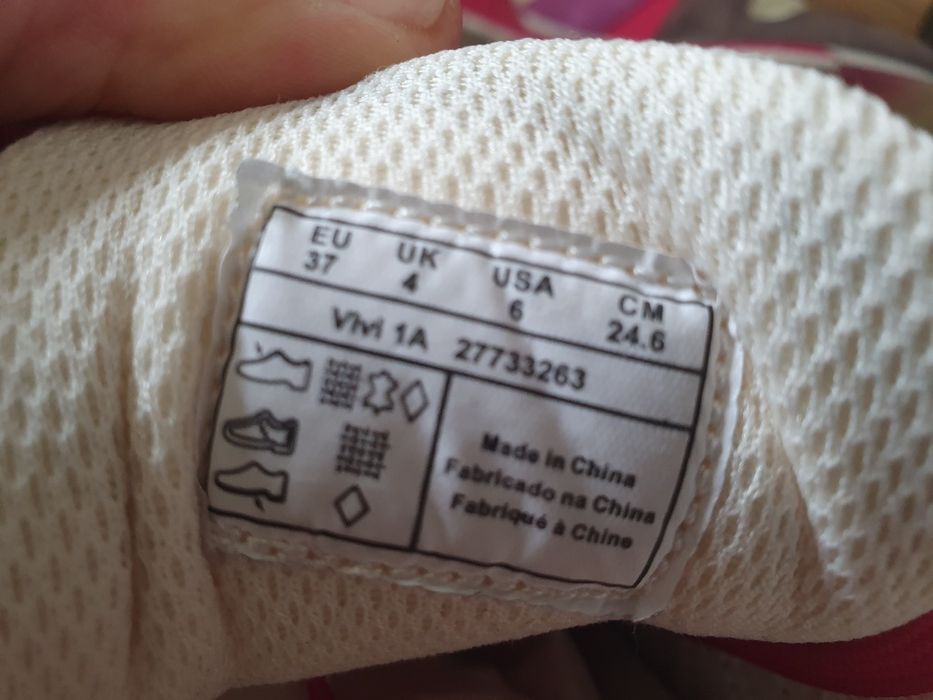 EU UK USA CM
37 4 6 24.6
Vivi 1A 27733263
Made in China
Fabricado na China
Fabriqué à Chine